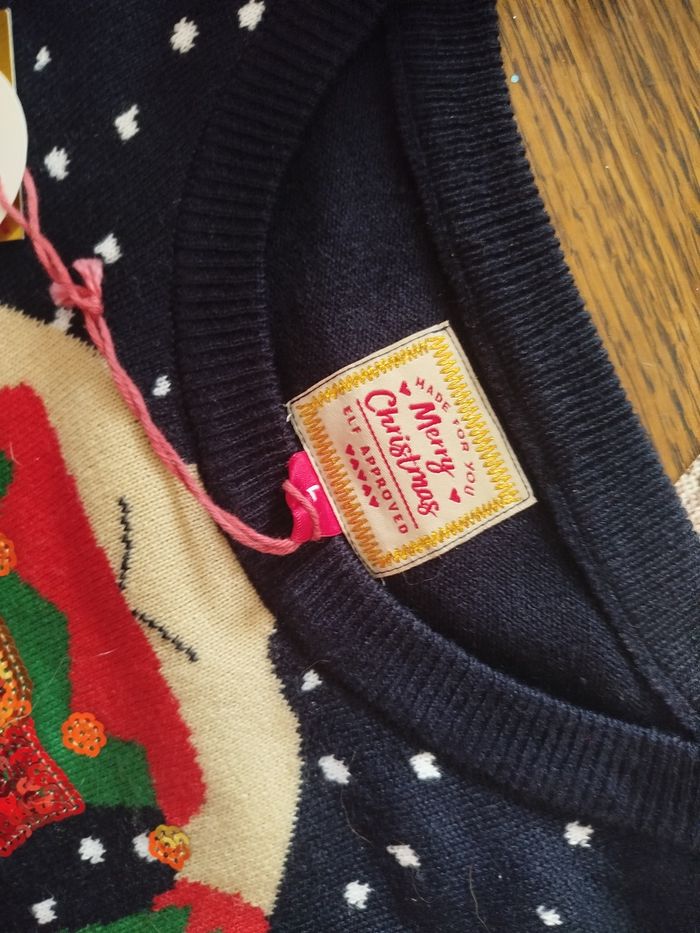 MADE FOR YOU
Merry
Christmas
ELF APPROVED
L